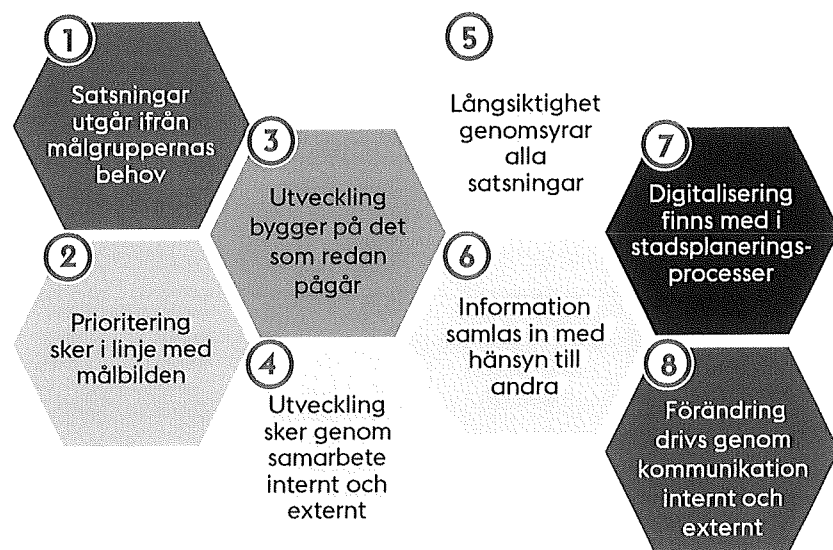 1
Satsningar
utgår ifrån
målgruppernas
behov
2
Prioritering
sker i linje med
målbilden
3
Utveckling
bygger på det
som redan
pågår
4
Utveckling
sker genom
samarbete
internt och
externt
5
Långsiktighet
genomsyrar
alla
satsningar
6
Information
samlas in med
hänsyn till
andra
7
Digitalisering
finns med i
stadsplanerings-
processer
8
Förändring
drivs genom
kommunikation
internt och
externt